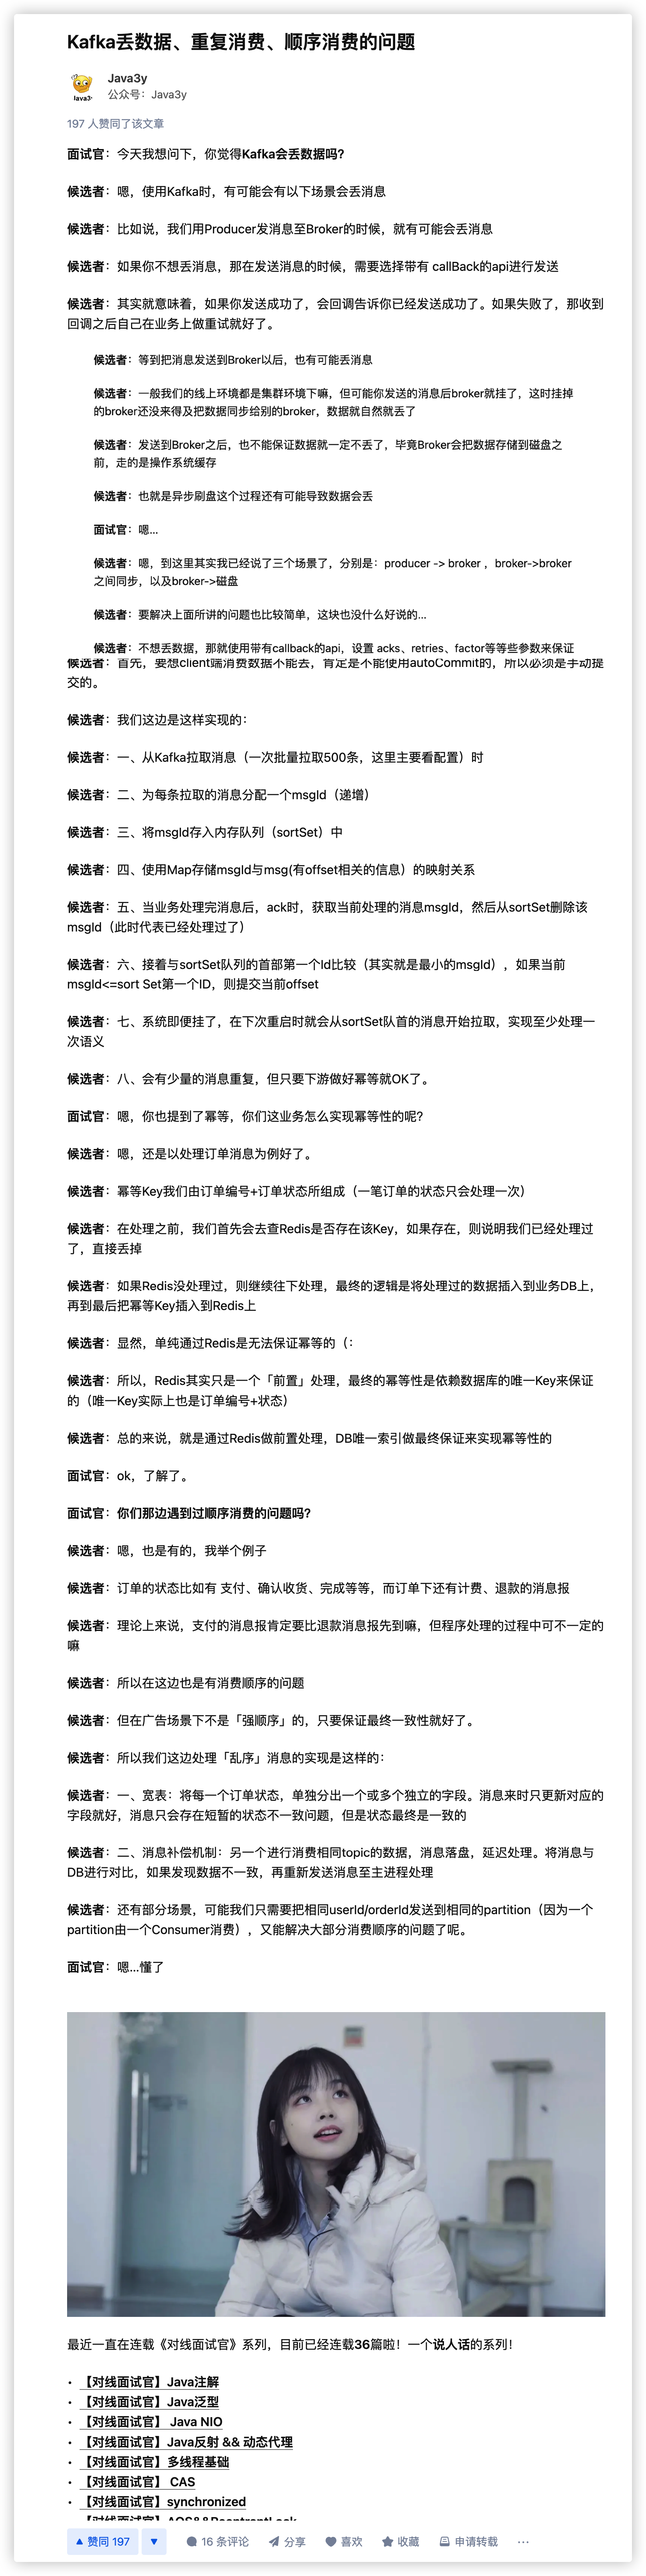 Kafka丢数据、重复消费、顺序消费的问题
Java3y
公众号：Java3y
197 人赞同了该文章
面试官：今天我想问下，你觉得Kafka会丢数据吗?
候选者：嗯，使用Kafka时，有可能会有以下场景会丢消息
候选者：比如说，我们用Producer发消息至Broker的时候，就有可能会丢消息
候选者：如果你不想丢消息，那在发送消息的时候，需要选择带有 callBack的api进行发送
候选者：其实就意味着，如果你发送成功了，会回调告诉你已经发送成功了。如果失败了，那收到
回调之后自己在业务上做重试就好了。
候选者：等到把消息发送到Broker以后，也有可能丢消息
候选者：一般我们的线上环境都是集群环境下嘛，但可能你发送的消息后broker就挂了，这时挂掉
的broker还没来得及把数据同步给别的broker，数据就自然就丢了
候选者：发送到Broker之后，也不能保证数据就一定不丢了，毕竟Broker会把数据存储到磁盘之
前，走的是操作系统缓存
候选者：也就是异步刷盘这个过程还有可能导致数据会丢
面试官：嗯...
候选者：嗯，到这里其实我已经说了三个场景了，分别是：producer -> broker ，broker->broker
之间同步，以及broker->磁盘
候选者：要解决上面所讲的问题也比较简单，这块也没什么好说的...
候选者：不想丢数据，那就使用带有callback的api，设置 acks、retries、factor等等些参数来保证
候选者：首先，要想client端消费数据不能丢，肯定是不能使用autoCommit的，所以必须是手动提
交的。
候选者：我们这边是这样实现的：
候选者：一、从Kafka拉取消息（一次批量拉取500条，这里主要看配置）时
候选者：二、为每条拉取的消息分配一个msgId（递增）
候选者：三、将msgId存入内存队列（sortSet）中
候选者：四、使用Map存储msgId与msg(有offset相关的信息）的映射关系
候选者：五、当业务处理完消息后，ack时，获取当前处理的消息msgId，然后从sortSet删除该
msgId（此时代表已经处理过了）
候选者：六、接着与sortSet队列的首部第一个Id比较（其实就是最小的msgId），如果当前
msgId<=sort Set第一个ID，则提交当前offset
候选者：七、系统即便挂了，在下次重启时就会从sortSet队首的消息开始拉取，实现至少处理一
次语义
候选者：八、会有少量的消息重复，但只要下游做好幂等就OK了。
面试官：嗯，你也提到了幂等，你们这业务怎么实现幂等性的呢?
候选者：嗯，还是以处理订单消息为例好了。
候选者：幂等Key我们由订单编号+订单状态所组成（一笔订单的状态只会处理一次）
候选者：在处理之前，我们首先会去查Redis是否存在该Key，如果存在，则说明我们已经处理过
了，直接丢掉
候选者：如果Redis没处理过，则继续往下处理，最终的逻辑是将处理过的数据插入到业务DB上，
再到最后把幂等Key插入到Redis上
候选者：显然，单纯通过Redis是无法保证幂等的（：
候选者：所以，Redis其实只是一个「前置」处理，最终的幂等性是依赖数据库的唯一Key来保证
的（唯一Key实际上也是订单编号+状态）
候选者：总的来说，就是通过Redis做前置处理，DB唯一索引做最终保证来实现幂等性的
面试官：ok，了解了。
面试官：你们那边遇到过顺序消费的问题吗?
候选者：嗯，也是有的，我举个例子
候选者：订单的状态比如有 支付、确认收货、完成等等，而订单下还有计费、退款的消息报
候选者：理论上来说，支付的消息报肯定要比退款消息报先到嘛，但程序处理的过程中可不一定的
嘛
候选者：所以在这边也是有消费顺序的问题
候选者：但在广告场景下不是「强顺序」的，只要保证最终一致性就好了。
候选者：所以我们这边处理「乱序」消息的实现是这样的：
候选者：一、宽表：将每一个订单状态，单独分出一个或多个独立的字段。消息来时只更新对应的
字段就好，消息只会存在短暂的状态不一致问题，但是状态最终是一致的
候选者：二、消息补偿机制：另一个进行消费相同topic的数据，消息落盘，延迟处理。将消息与
DB进行对比，如果发现数据不一致，再重新发送消息至主进程处理
候选者：还有部分场景，可能我们只需要把相同userId/orderId发送到相同的partition（因为一个
partition由一个Consumer消费），又能解决大部分消费顺序的问题了呢。
面试官：嗯...懂了
最近一直在连载《对线面试官》系列，目前已经连载36篇啦！一个说人话的系列！
• 【对线面试官】Java注解
• 【对线面试官】Java泛型
• 【对线面试官】 Java NIO
• 【对线面试官】Java反射 && 动态代理
• 【对线面试官】多线程基础
• 【对线面试官】 CAS
• 【对线面试官】synchronized
【对线面试官】AQS&&ReentrantLock
赞同 197
16 条评论
分享
喜欢
收藏
申请转载
···